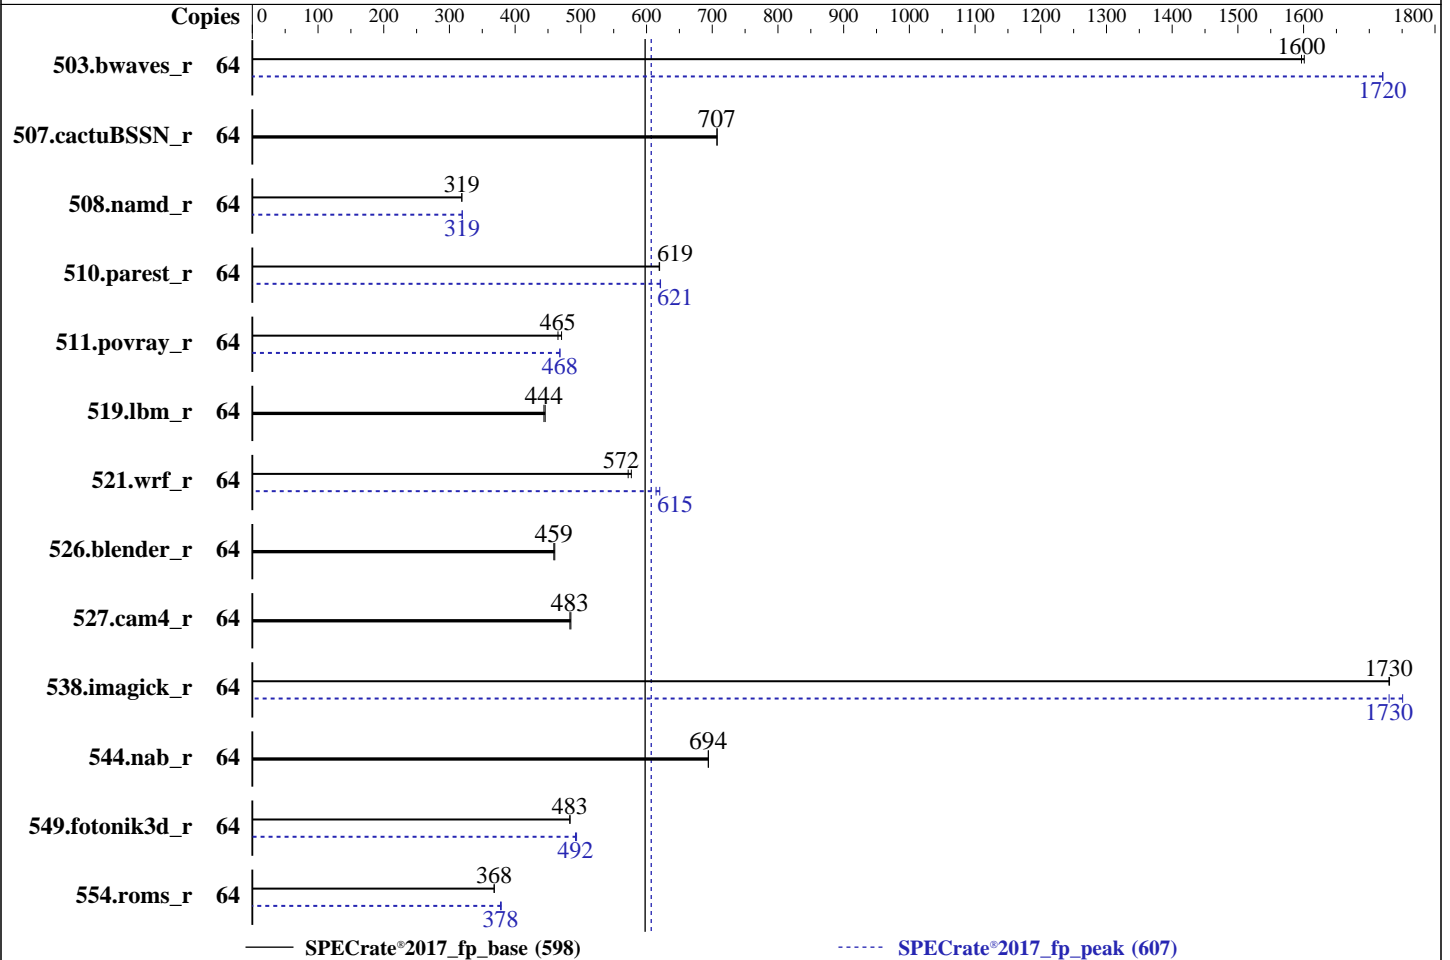 Copies 0 100 200 300 400 500 600 700 800 900 1000 1100 1200 1300 1400 1500 1600 1800
503.bwaves_r 64 1600
1720
507.cactuBSSN_r 64 707
508.namd_r 64 319
319
510.parest_r 64 619
621
511.povray_r 64 465
468
519.lbm_r 64 444
521.wrf_r 64 572
615
526.blender_r 64 459
527.cam4_r 64 483
538.imagick_r 64 1730
1730
544.nab_r 64 694
549.fotonik3d_r 64 483
492
554.roms_r 64 368
378
SPECrate®2017_fp_base (598) SPECrate®2017_fp_peak (607)